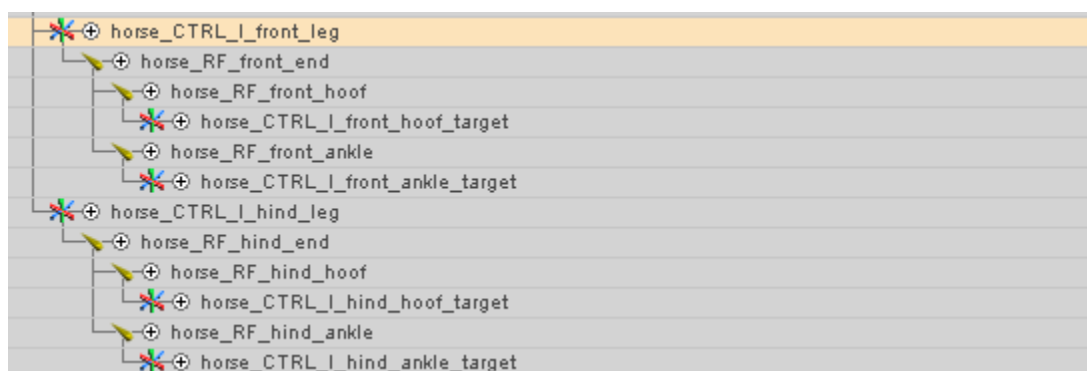 horse_CTRL_l_front_leg
horse_RF_front_end
horse_RF_front_hoof
horse_CTRL_l_front_hoof_target
horse_RF_front_ankle
horse_CTRL_l_front_ankle_target
horse_CTRL_l_hind_leg
horse_RF_hind_end
horse_RF_hind_hoof
horse_CTRL_l_hind_hoof_target
horse_RF_hind_ankle
horse_CTRL_l_hind_ankle_target